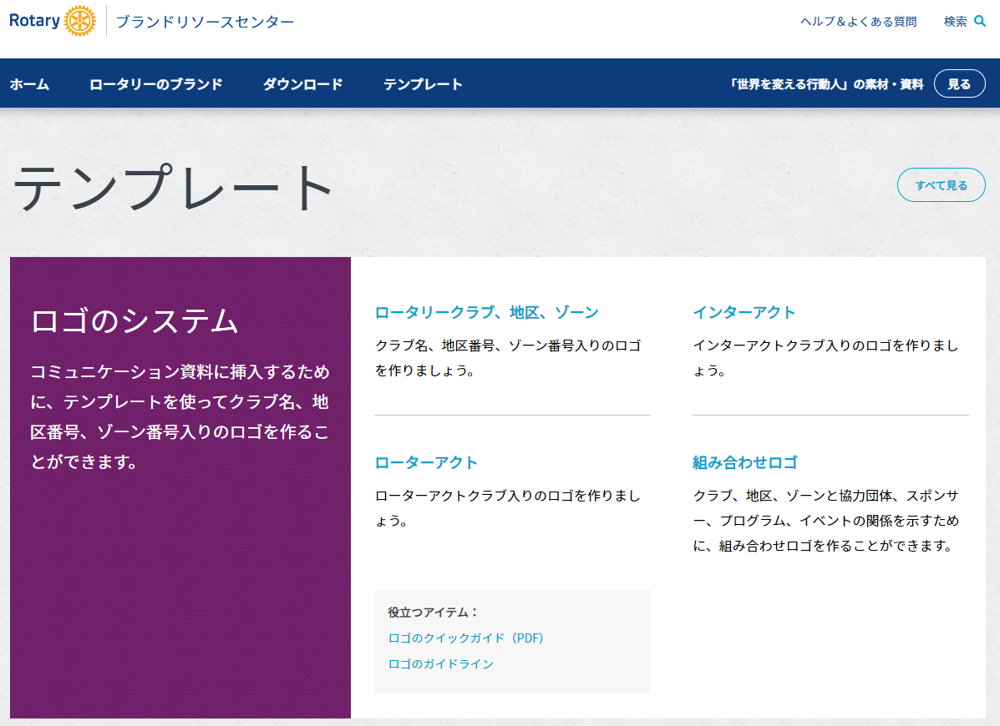 Rotary
ブランドリソースセンター
ヘルプ&よくある質問
検索
ホーム
ロータリーのブランド
ダウンロード
テンプレート
「世界を変える行動人」の素材・資料
見る
テンプレート
すべて見る
ロゴのシステム
コミュニケーション資料に挿入するため
に、テンプレートを使ってクラブ名、地
区番号、ゾーン番号入りのロゴを作るこ
とができます。
ロータリークラブ、地区、ゾーン
クラブ名、地区番号、ゾーン番号入りのロゴ
を作りましょう。
インターアクト
インターアクトクラブ入りのロゴを作りまし
ょう。
ローターアクト
ローターアクトクラブ入りのロゴを作りまし
ょう。
組み合わせロゴ
クラブ、地区、ゾーンと協力団体、スポンサ
ー、プログラム、イベントの関係を示すため
に、組み合わせロゴを作ることができます。
役立つアイテム：
ロゴのクイックガイド（PDF）
ロゴのガイドライン